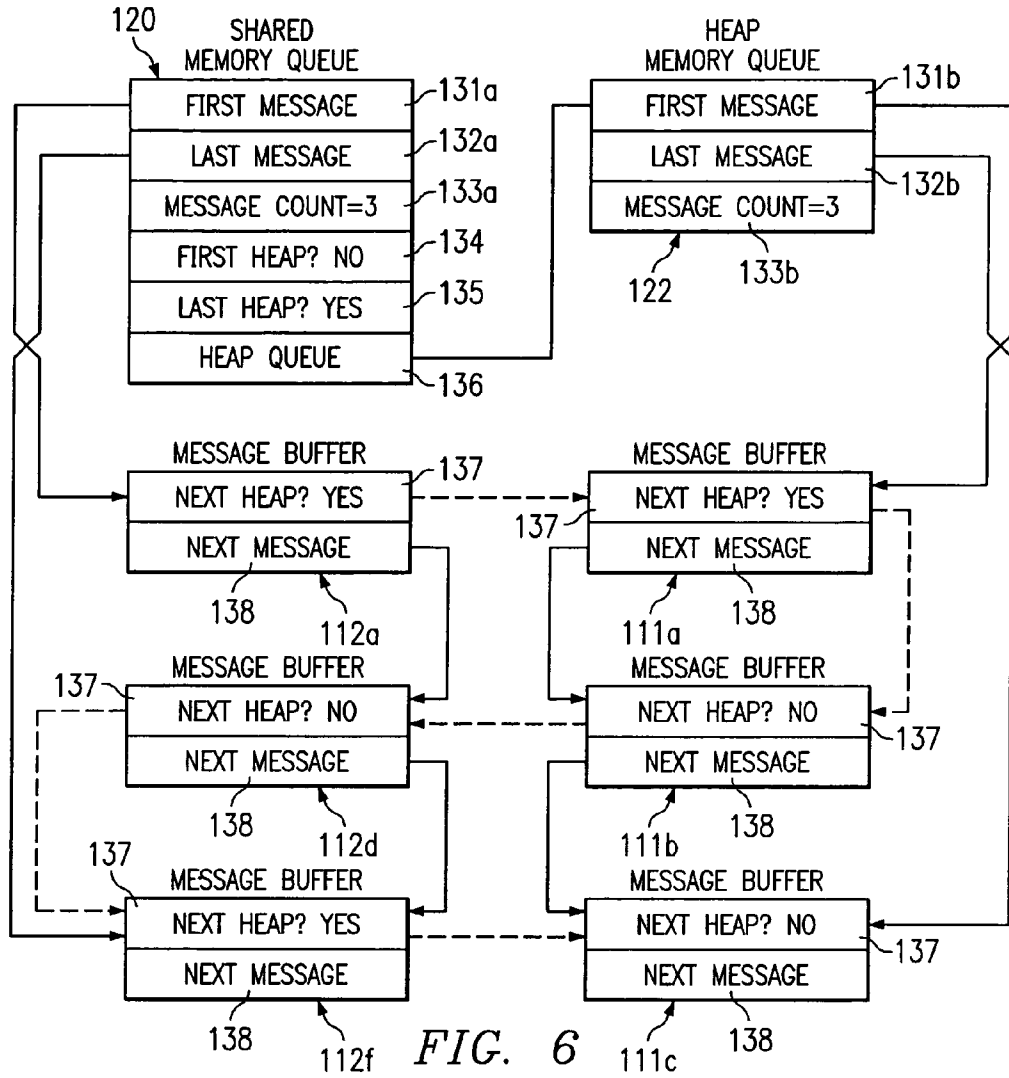 120
SHARED
MEMORY QUEUE
FIRST MESSAGE
131a
LAST MESSAGE
132a
MESSAGE COUNT=3
133a
FIRST HEAP? NO
134
LAST HEAP? YES
135
HEAP QUEUE
136
HEAP
MEMORY QUEUE
131b
FIRST MESSAGE
LAST MESSAGE
132b
MESSAGE COUNT=3
122
133b
MESSAGE BUFFER
137
NEXT HEAP? YES
NEXT MESSAGE
138
112a
MESSAGE BUFFER
NEXT HEAP? YES
137
NEXT MESSAGE
138
111a
MESSAGE BUFFER
137
NEXT HEAP? NO
NEXT MESSAGE
138
112d
MESSAGE BUFFER
NEXT HEAP? NO
137
NEXT MESSAGE
111b
138
MESSAGE BUFFER
137
NEXT HEAP? YES
NEXT MESSAGE
138
112f
MESSAGE BUFFER
NEXT HEAP? NO
137
NEXT MESSAGE
138
111c
FIG. 6